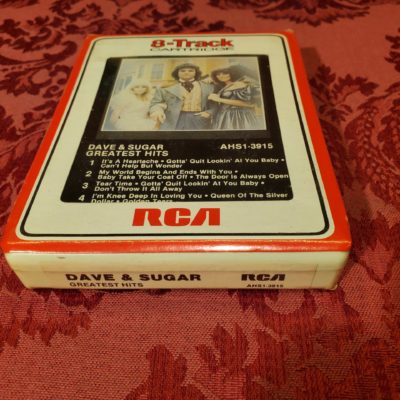 8-Track
CARTRIDGE
DAVE & SUGAR AHS1-3915
GREATEST HITS
1 It's A Heartache • Gotta' Quit Lookin' At You Baby •
Can't Help But Wonder
2 My World Begins And Ends With You •
Baby Take Your Coat Off • The Door Is Always Open
3 Tear Time • Gotta' Quit Lookin' At You Baby •
Don't Throw It All Away
4 I'm Knee Deep In Loving You • Queen Of The Silver
Dollar • Golden Tears
RCA
DAVE & SUGAR RCA
GREATEST HITS AHS1-3915